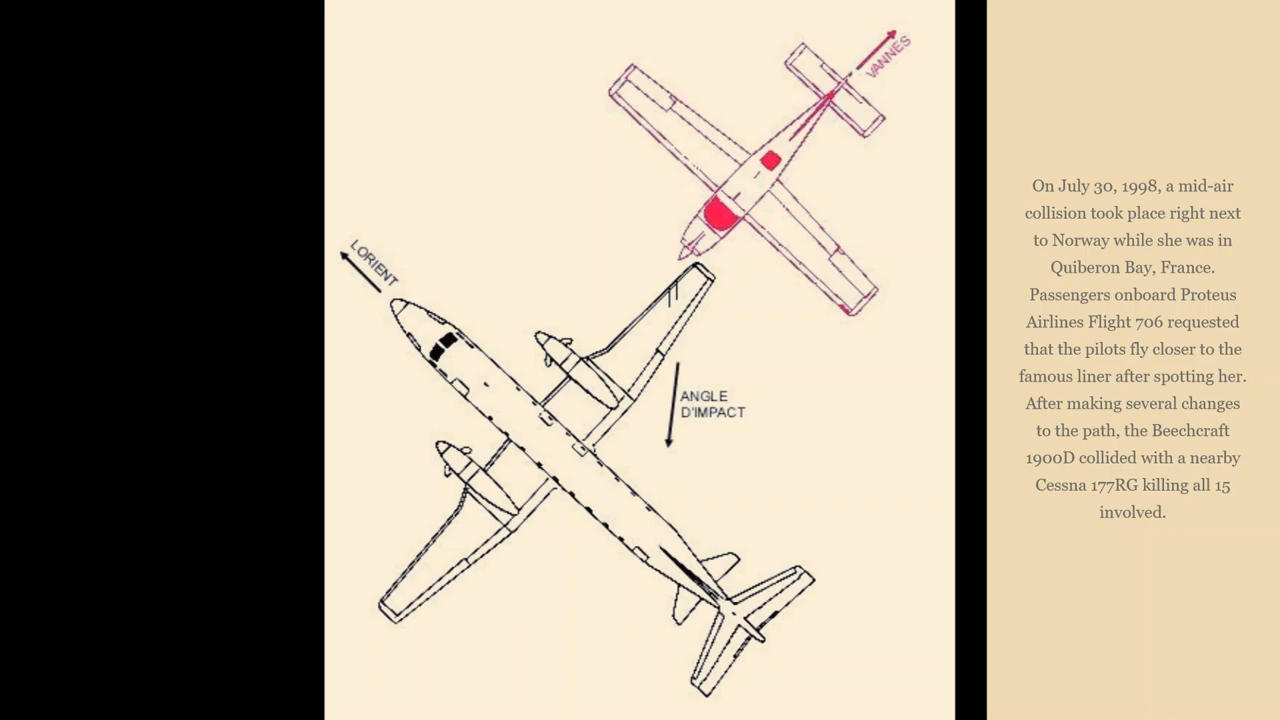 VANNES
LORIENT
ANGLE
D'IMPACT
On July 30, 1998, a mid-air
collision took place right next
to Norway while she was in
Quiberon Bay, France.
Passengers onboard Proteus
Airlines Flight 706 requested
that the pilots fly closer to the
famous liner after spotting her.
After making several changes
to the path, the Beechcraft
1900D collided with a nearby
Cessna 177RG killing all 15
involved.